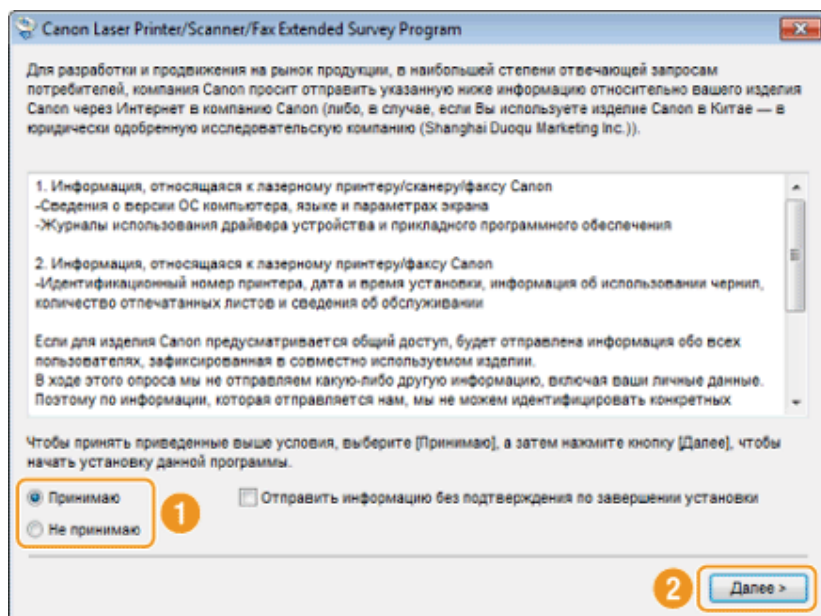 Canon Laser Printer/Scanner/Fax Extended Survey Program
Для разработки и продвижения на рынок продукции, в наибольшей степени отвечающей запросам
потребителей, компания Canon просит отправить указанную ниже информацию относительно вашего изделия
Canon через Интернет в компанию Canon (либо, в случае, если Вы используете изделие Canon в Китае — в
юридически одобренную исследовательскую компанию (Shanghai Duoqu Marketing Inc.)).
1. Информация, относящаяся к лазерному принтеру/сканеру/факсу Canon
-Сведения о версии ОС компьютера, языке и параметрах экрана
-Журналы использования драйвера устройства и прикладного программного обеспечения
2. Информация, относящаяся к лазерному принтеру/факсу Canon
-Идентификационный номер принтера, дата и время установки, информация об использовании чернил,
количество отпечатанных листов и сведения об обслуживании
Если для изделия Canon предусматривается общий доступ, будет отправлена информация обо всех
пользователях, зафиксированная в совместно используемом изделии.
В ходе этого опроса мы не отправляем какую-либо другую информацию, включая ваши личные данные.
Поэтому по информации, которая отправляется нам, мы не можем идентифицировать конкретных
Чтобы принять приведенные выше условия, выберите [Принимаю], а затем нажмите кнопку [Далее], чтобы
начать установку данной программы.
Принимаю
Не принимаю
1
Отправить информацию без подтверждения по завершении установки
2
Далее >